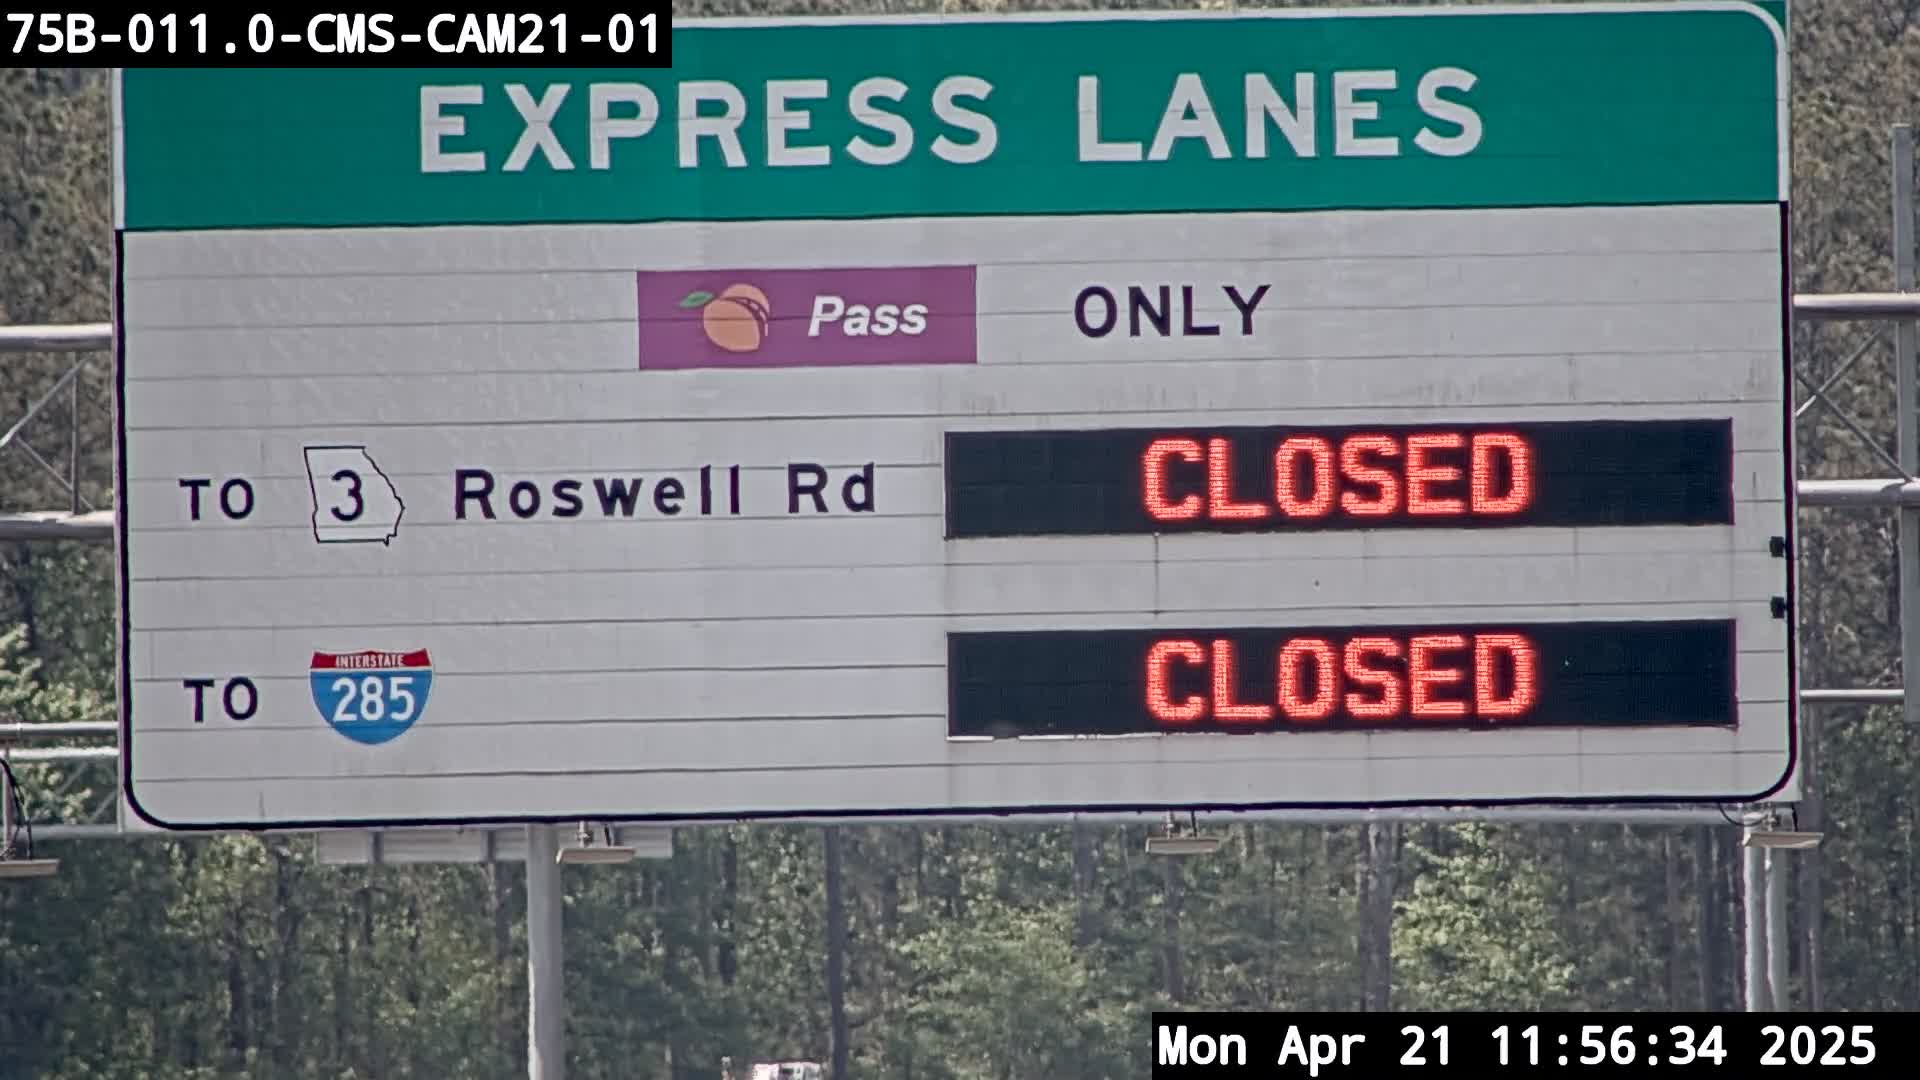 75B-011.0-CMS-CAM21-01
EXPRESS LANES
Pass ONLY
TO 3 Roswell Rd CLOSED
INTERSTATE
TO 285 CLOSED
Mon Apr 21 11:56:34 2025